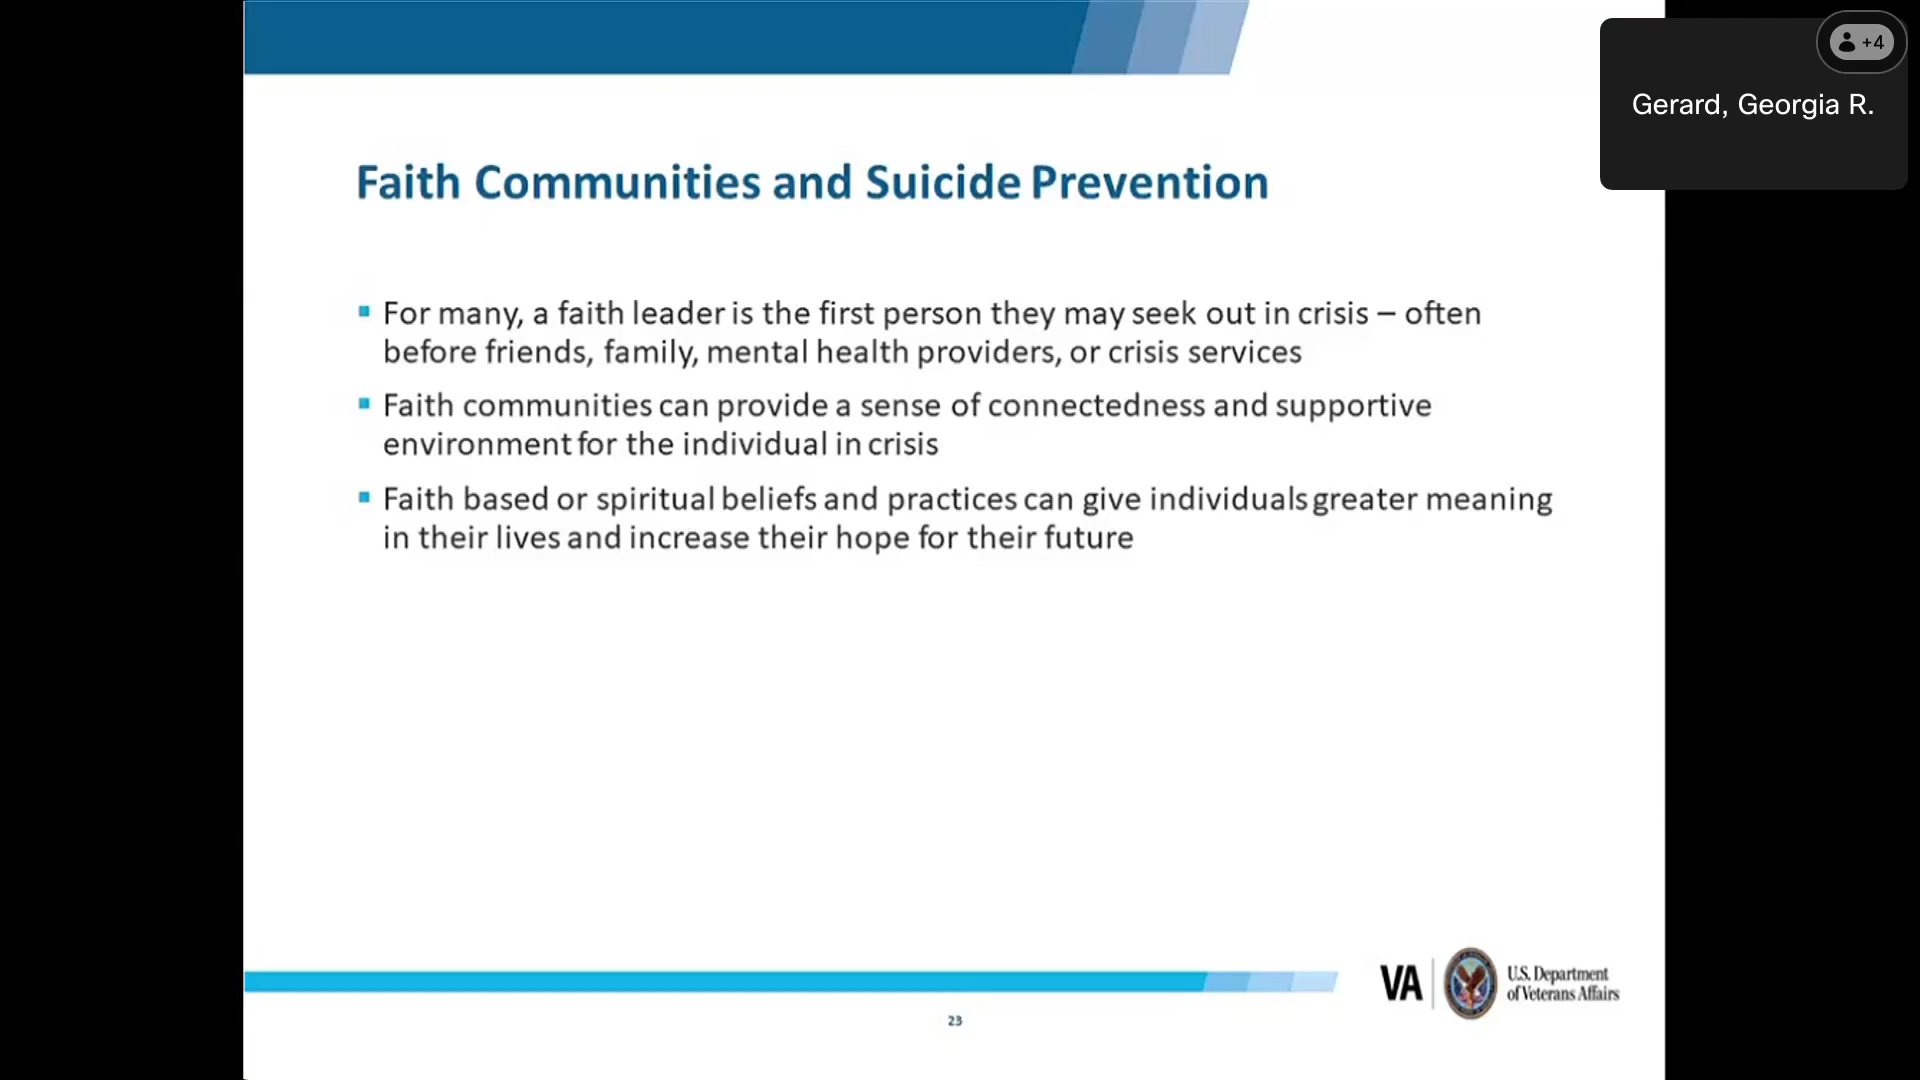 +4
Gerard, Georgia R.
Faith Communities and Suicide Prevention
▪ For many, a faith leader is the first person they may seek out in crisis – often
before friends, family, mental health providers, or crisis services
▪ Faith communities can provide a sense of connectedness and supportive
environment for the individual in crisis
▪ Faith based or spiritual beliefs and practices can give individuals greater meaning
in their lives and increase their hope for their future
VA
U.S. Department
of Veterans Affairs
23